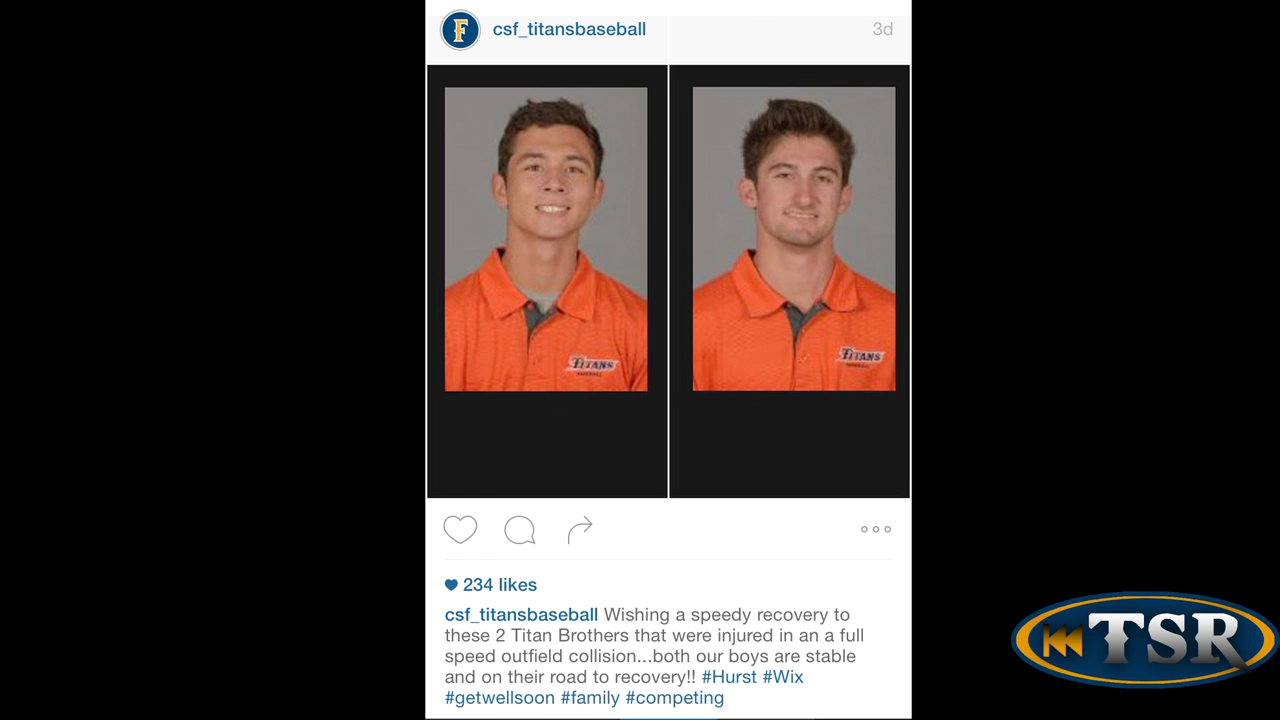 F
csf_titansbaseball
3d
TITANS
BASEBALL
TITANS
BASEBALL
234 likes
csf_titansbaseball Wishing a speedy recovery to
these 2 Titan Brothers that were injured in an a full
speed outfield collision...both our boys are stable
and on their road to recovery!! #Hurst #Wix
#getwellsoon #family #competing
TSR